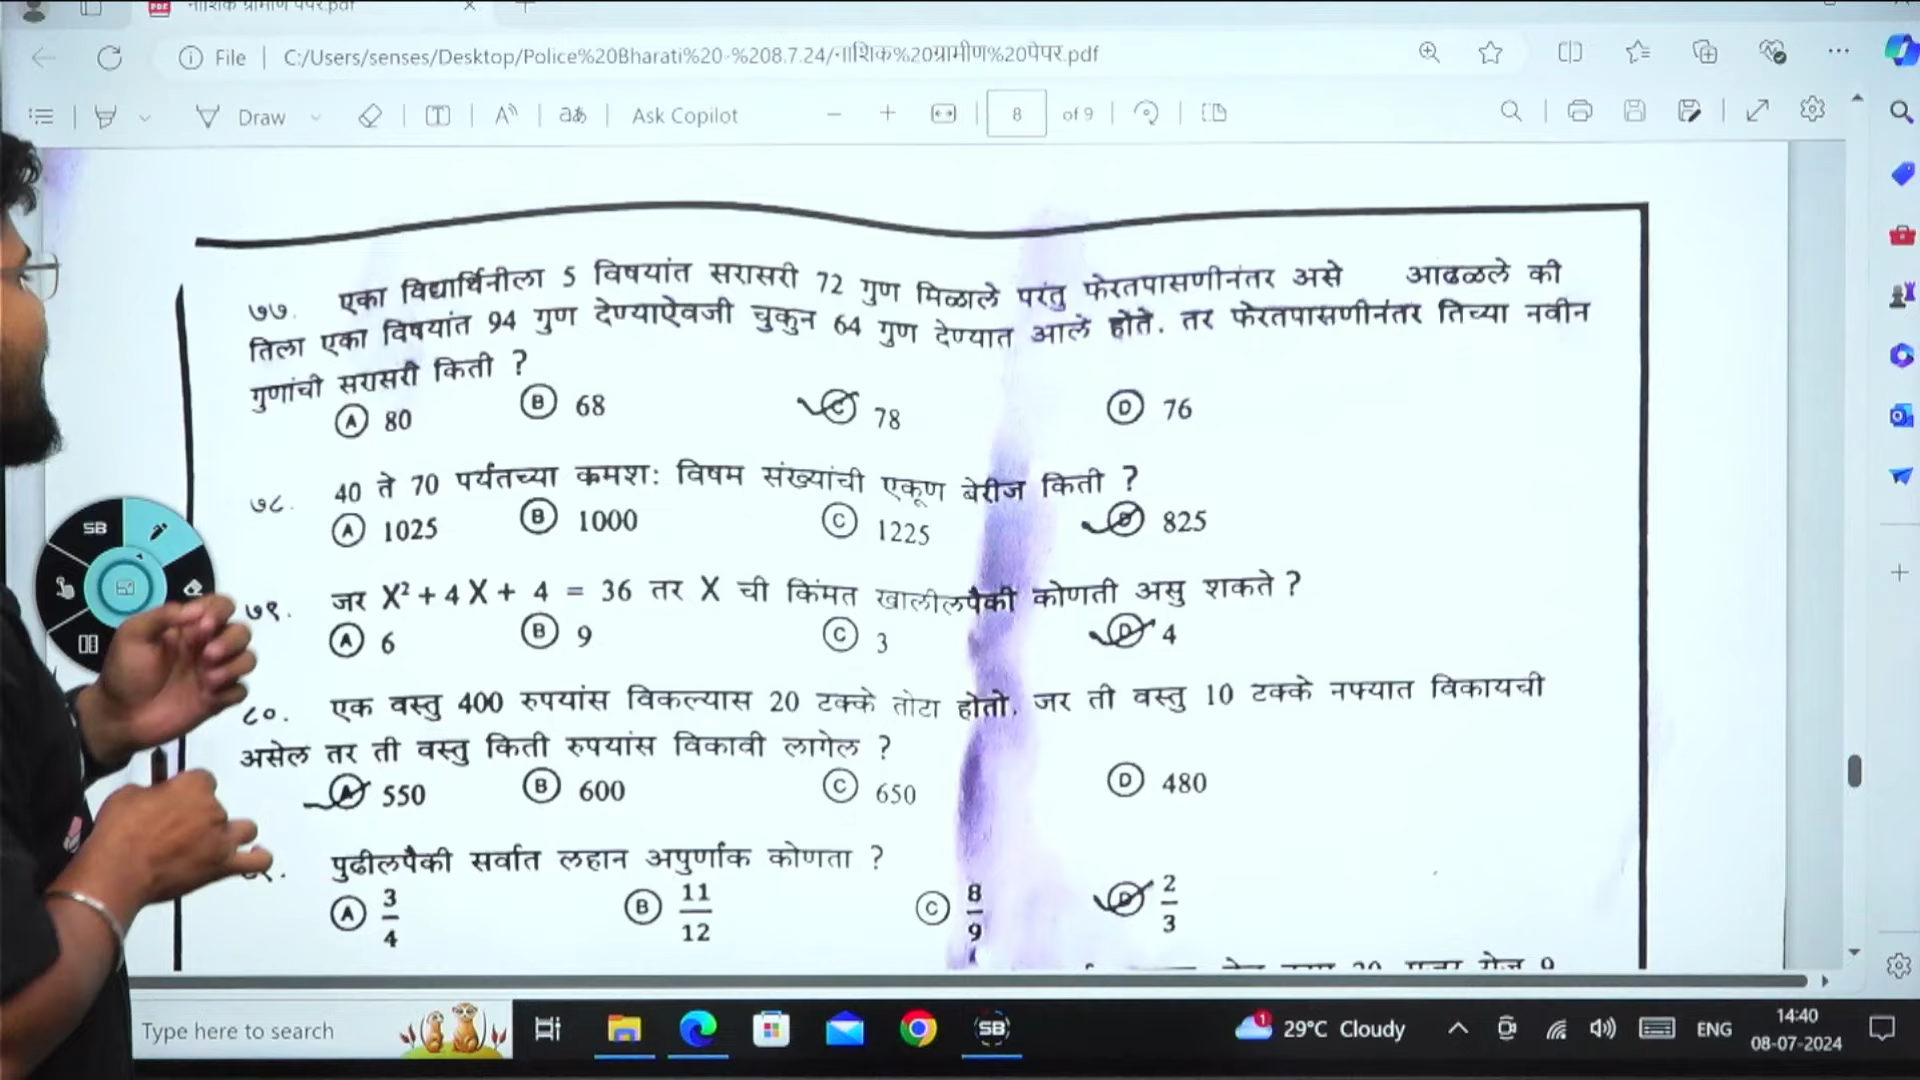 नाशिक ग्रामीण पेपर.pdf
File C:/Users/senses/Desktop/Police%20Bharati%20-%208.7.24/नाशिक%20ग्रामीण%20पेपर.pdf
Draw Ask Copilot 8 of 9
७७. एका विद्यार्थिनीला 5 विषयांत सरासरी 72 गुण मिळाले परंतु फेरतपासणीनंतर असे आढळले की
तिला एका विषयांत 94 गुण देण्याऐवजी चुकुन 64 गुण देण्यात आले होते. तर फेरतपासणीनंतर तिच्या नवीन
गुणांची सरासरी किती ?
A 80 B 68 C 78 D 76
७८. 40 ते 70 पर्यंतच्या कमश: विषम संख्यांची एकूण बेरीज किती ?
A 1025 B 1000 C 1225 D 825
७९. जर X² + 4 X + 4 = 36 तर X ची किंमत खालीलपैकी कोणती असु शकते ?
A 6 B 9 C 3 D 4
८०. एक वस्तु 400 रुपयांस विकल्यास 20 टक्के तोटा होतो. जर ती वस्तु 10 टक्के नफ्यात विकायची
असेल तर ती वस्तु किती रुपयांस विकावी लागेल ?
A 550 B 600 C 650 D 480
पुढीलपैकी सर्वात लहान अपुर्णांक कोणता ?
A 3/4 B 11/12 C 8/9 D 2/3
SB
Type here to search SB 1 29°C Cloudy ENG 14:40
08-07-2024